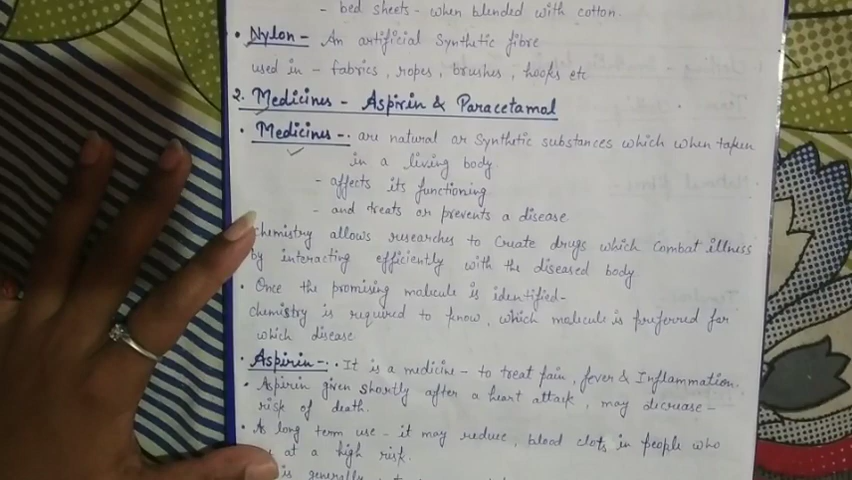 - bed sheets - when blended with cotton.
• Nylon - An artificial Synthetic fibre
used in - fabrics, ropes, brushes, hooks etc
2. Medicines - Aspirin & Paracetamol
• Medicines - • are natural or Synthetic substances which when taken
in a living body.
- affects its functioning
- and treats or prevents a disease
Chemistry allows researches to Create drugs which Combat illness
by interacting efficiently with the diseased body
• Once the promising malecule is identified -
chemistry is required to know, which malecule is preferred for
which disease
• Aspirin - • It is a medicine - to treat pain, fever & Inflammation.
• Aspirin given shortly after a heart attack, may decrease -
risk of death.
• As long term use - it may reduce, blood clots, in people who
at a high risk.
is generally